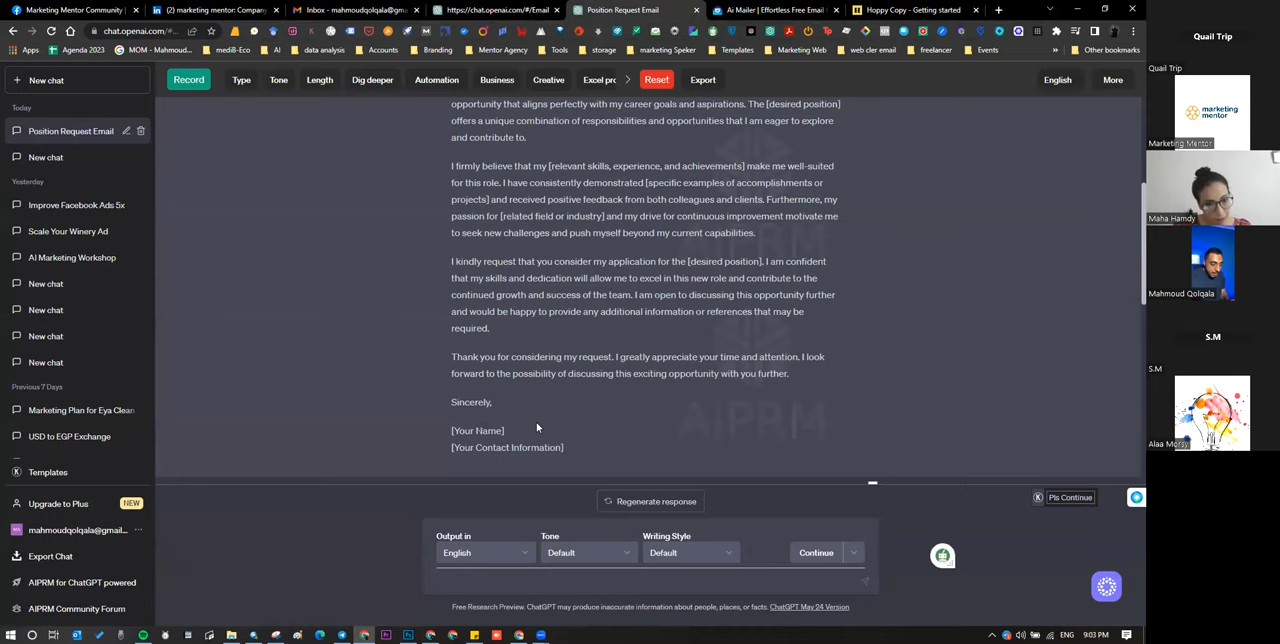 Marketing Mentor Community |
(2) marketing mentor: Compan
Inbox - mahmoudqolqala@gm
https://chat.openai.com/#/Email
Position Request Email
Ai Mailer | Effortless Free Email
Hoppy Copy - Getting started
chat.openai.com/#/Emai
Apps
Agenda 2023
MOM - Mahmoud...
mediB-Eco
AI
data analysis
Accounts
Branding
Mentor Agency
Tools
storage
marketing Speker
Templates
Marketing Web
web cler email
freelancer
Events
Other bookmarks
New chat
Record
Type
Tone
Length
Dig deeper
Automation
Business
Creative
Excel prc
Reset
Export
English
More
Today
Position Request Email
New chat
Yesterday
Improve Facebook Ads 5x
Scale Your Winery Ad
AI Marketing Workshop
New chat
New chat
New chat
New chat
Previous 7 Days
Marketing Plan for Eya Clean
USD to EGP Exchange
Templates
Upgrade to Plus
NEW
MA
mahmoudqolqala@gmail...
Export Chat
AIPRM for ChatGPT powered
AIPRM Community Forum
opportunity that aligns perfectly with my career goals and aspirations. The [desired position]
offers a unique combination of responsibilities and opportunities that I am eager to explore
and contribute to.
I firmly believe that my [relevant skills, experience, and achievements] make me well-suited
for this role. I have consistently demonstrated [specific examples of accomplishments or
projects] and received positive feedback from both colleagues and clients. Furthermore, my
passion for [related field or industry] and my drive for continuous improvement motivate me
to seek new challenges and push myself beyond my current capabilities.
I kindly request that you consider my application for the [desired position]. I am confident
that my skills and dedication will allow me to excel in this new role and contribute to the
continued growth and success of the team. I am open to discussing this opportunity further
and would be happy to provide any additional information or references that may be
required.
Thank you for considering my request. I greatly appreciate your time and attention. I look
forward to the possibility of discussing this exciting opportunity with you further.
Sincerely,
[Your Name]
[Your Contact Information]
AIPRM
AIPRM
Regenerate response
K
Pls Continue
Output in
Tone
Writing Style
English
Default
Default
Continue
Free Research Preview. ChatGPT may produce inaccurate information about people, places, or facts. ChatGPT May 24 Version
Quail Trip
Quail Trip
marketing
mentor
Marketing Mentor
Maha Hamdy
Mahmoud Qolqala
S.M
S.M
Alaa Morsy
ENG
9:03 PM